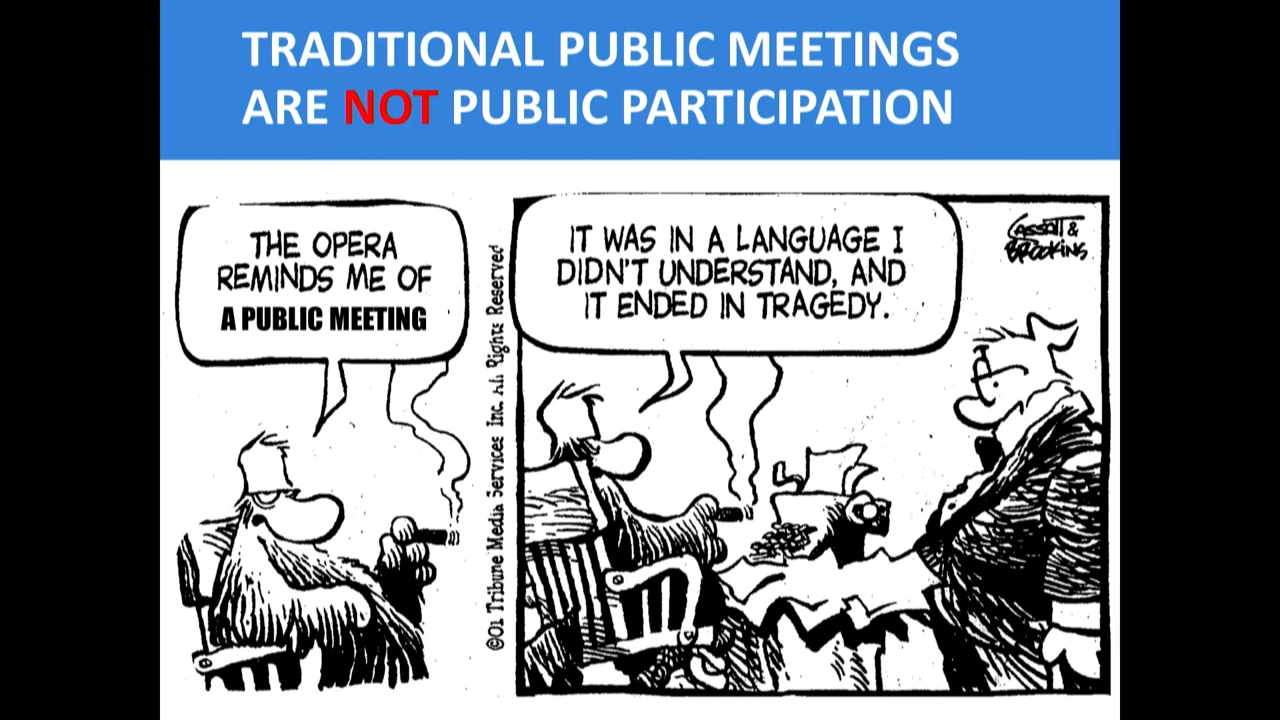 TRADITIONAL PUBLIC MEETINGS
ARE NOT PUBLIC PARTICIPATION
THE OPERA
REMINDS ME OF
A PUBLIC MEETING
©01 Tribune Media Services Inc. All Rights Reserved
IT WAS IN A LANGUAGE I
DIDN'T UNDERSTAND, AND
IT ENDED IN TRAGEDY.
CASSATT &
BROOKINS